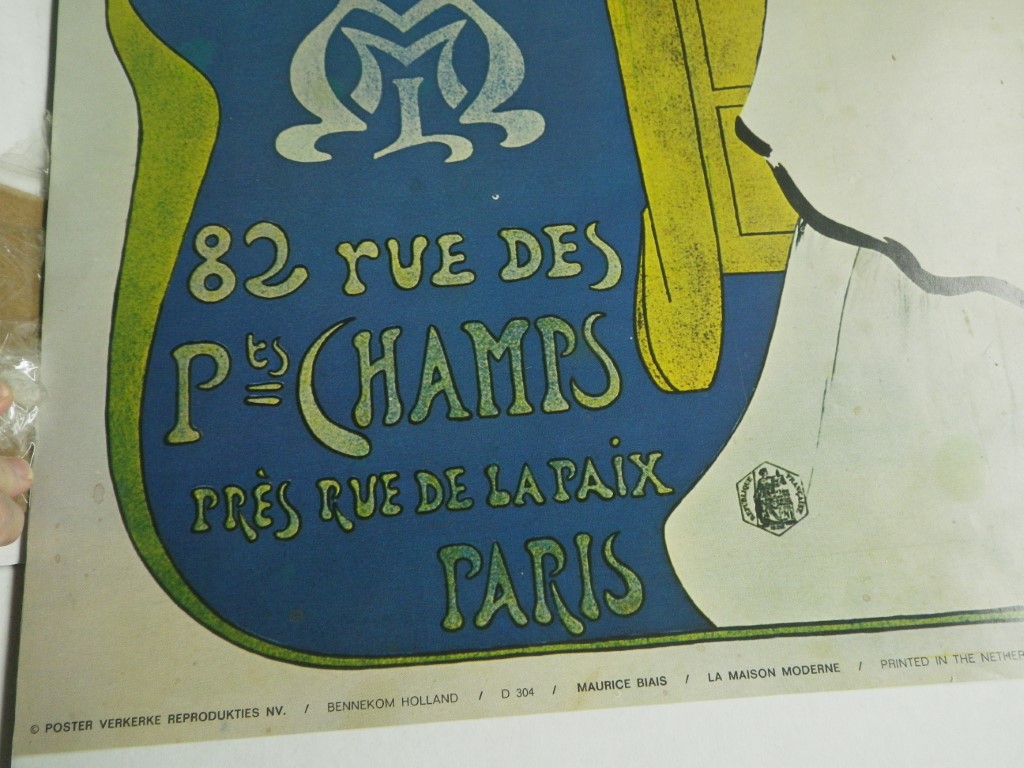 LMM
82 rUE DES
Pts CHAMPS
PRÈS RUE DE LA PAiX
PARIS
© POSTER VERKERKE REPRODUKTIES NV. / BENNEKOM HOLLAND / D 304 / MAURICE BIAIS / LA MAISON MODERNE / PRINTED IN THE NETHER